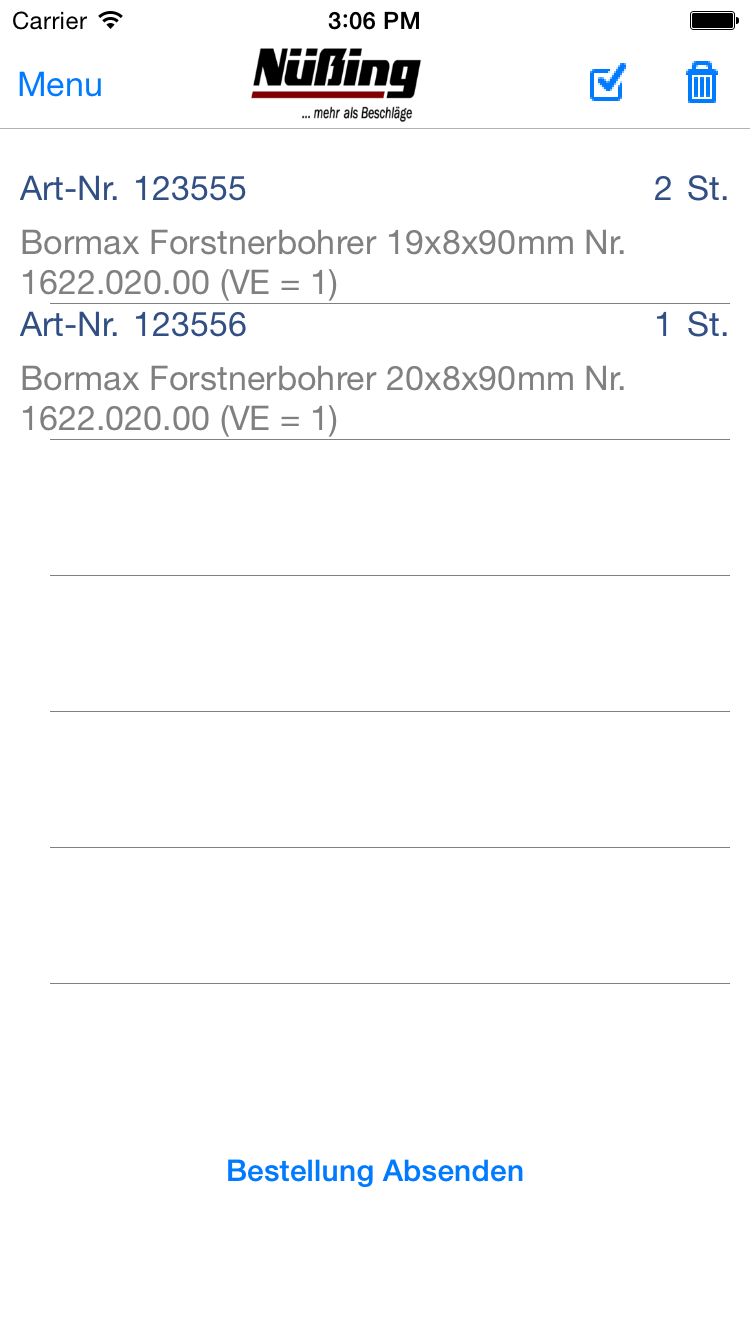 Carrier 3:06 PM
Menu
Nüßing
... mehr als Beschläge
Art-Nr. 123555 2 St.
Bormax Forstnerbohrer 19x8x90mm Nr.
1622.020.00 (VE = 1)
Art-Nr. 123556 1 St.
Bormax Forstnerbohrer 20x8x90mm Nr.
1622.020.00 (VE = 1)
Bestellung Absenden